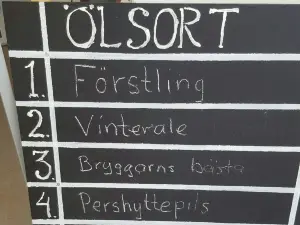 ÖLSORT
1. Förstling
2. Vinterale
3. Bryggarns bästa
4. Pershyttepils